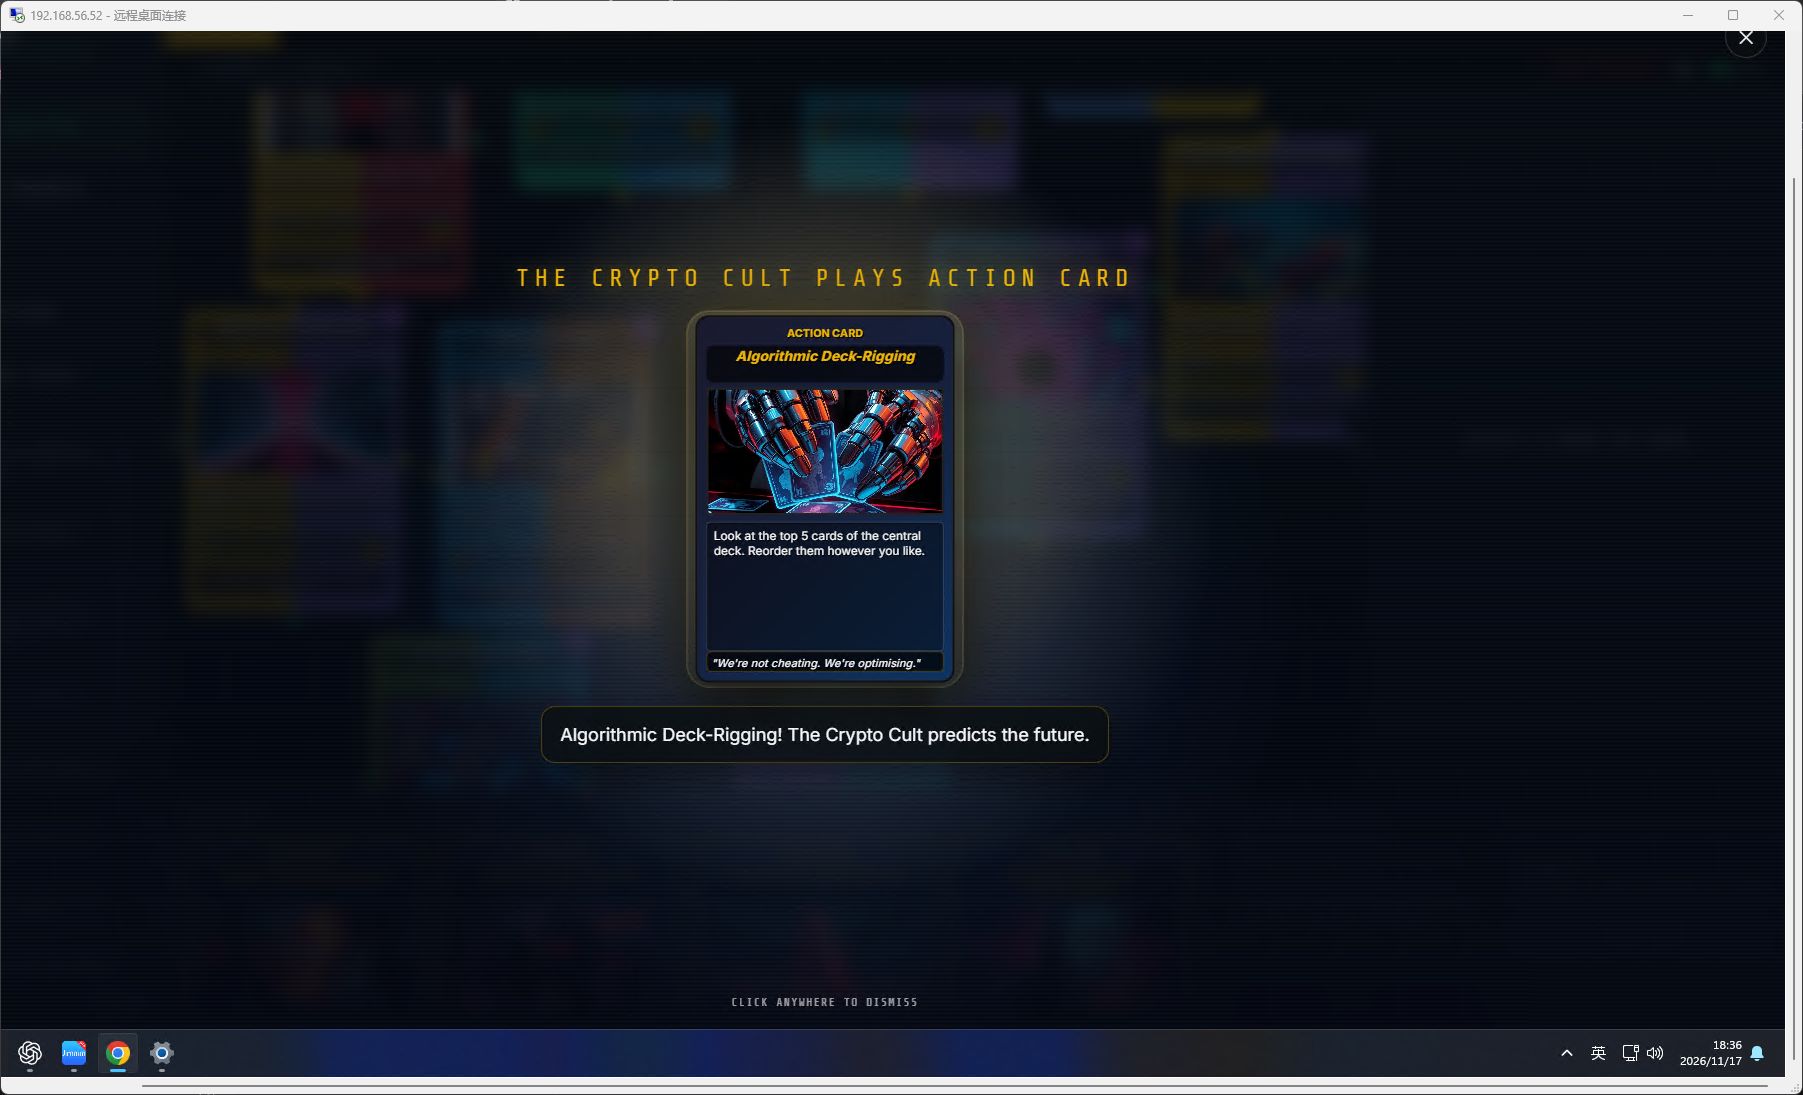 192.168.56.52 - 远程桌面连接
THE CRYPTO CULT PLAYS ACTION CARD
ACTION CARD
Algorithmic Deck-Rigging
Look at the top 5 cards of the central
deck. Reorder them however you like.
"We're not cheating. We're optimising."
Algorithmic Deck-Rigging! The Crypto Cult predicts the future.
CLICK ANYWHERE TO DISMISS
英
18:36
2026/11/17